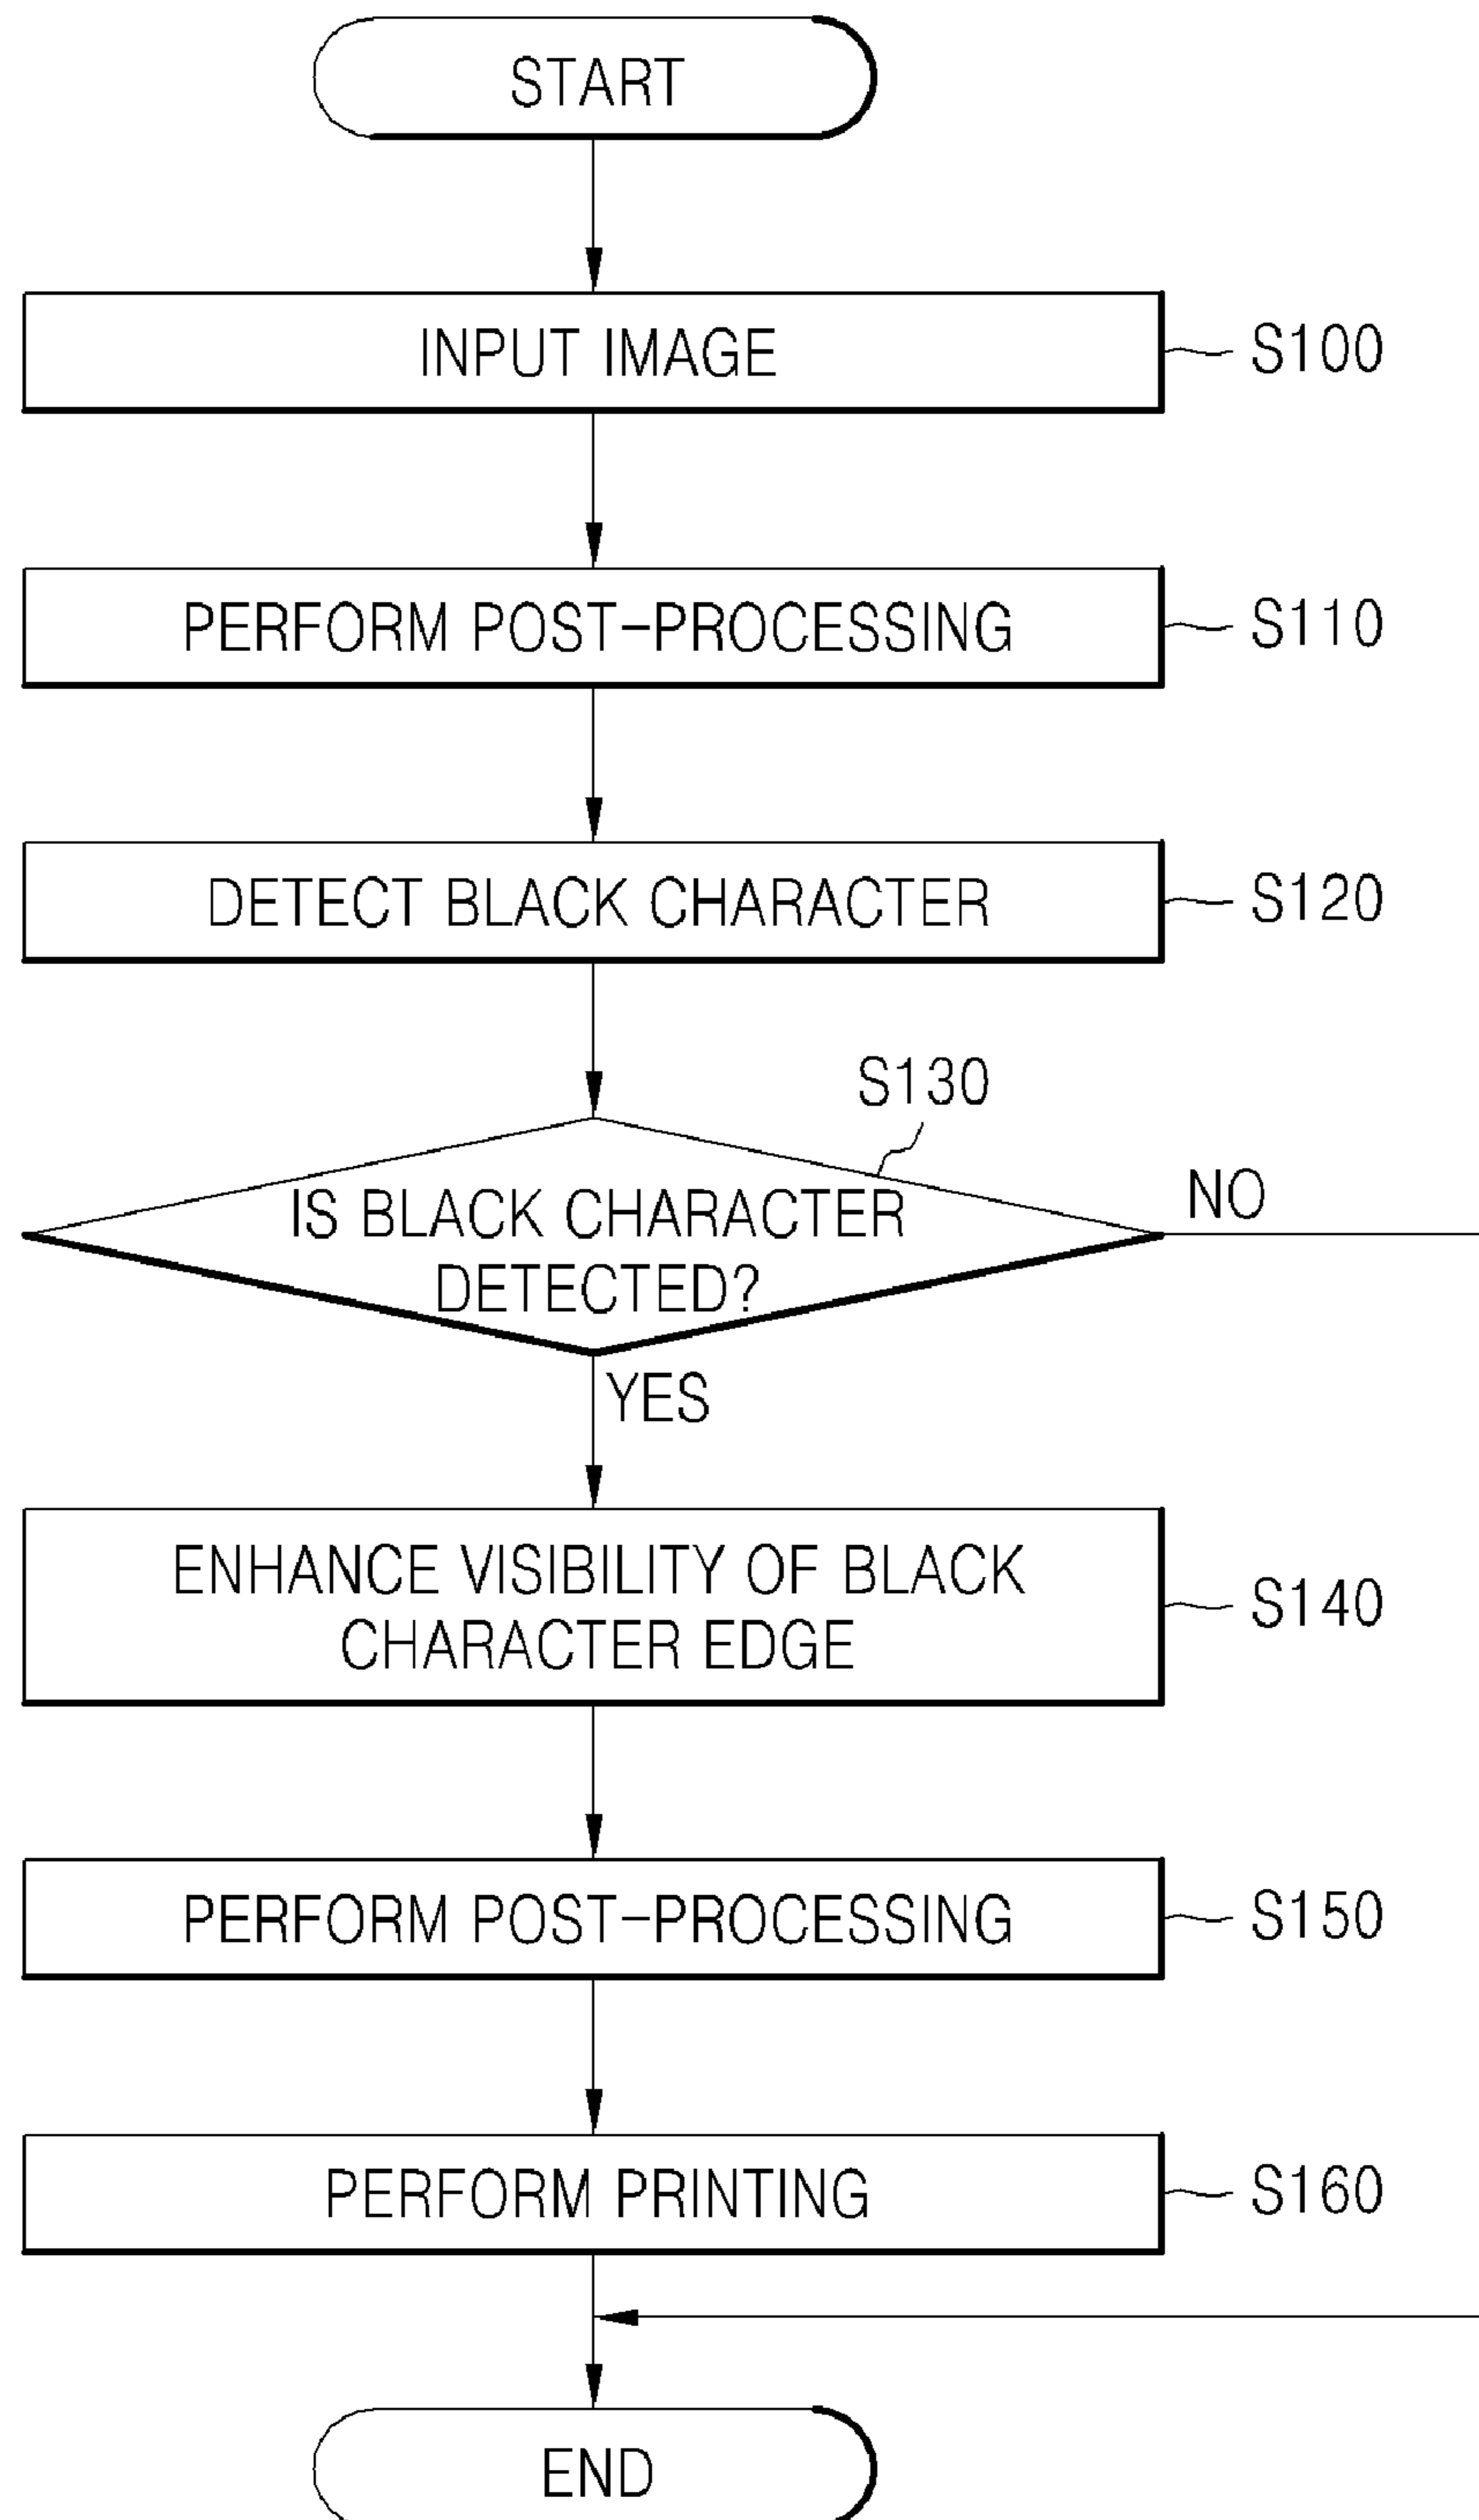 START
INPUT IMAGE
S100
PERFORM POST-PROCESSING
S110
DETECT BLACK CHARACTER
S120
S130
IS BLACK CHARACTER
DETECTED?
NO
YES
ENHANCE VISIBILITY OF BLACK
CHARACTER EDGE
S140
PERFORM POST-PROCESSING
S150
PERFORM PRINTING
S160
END